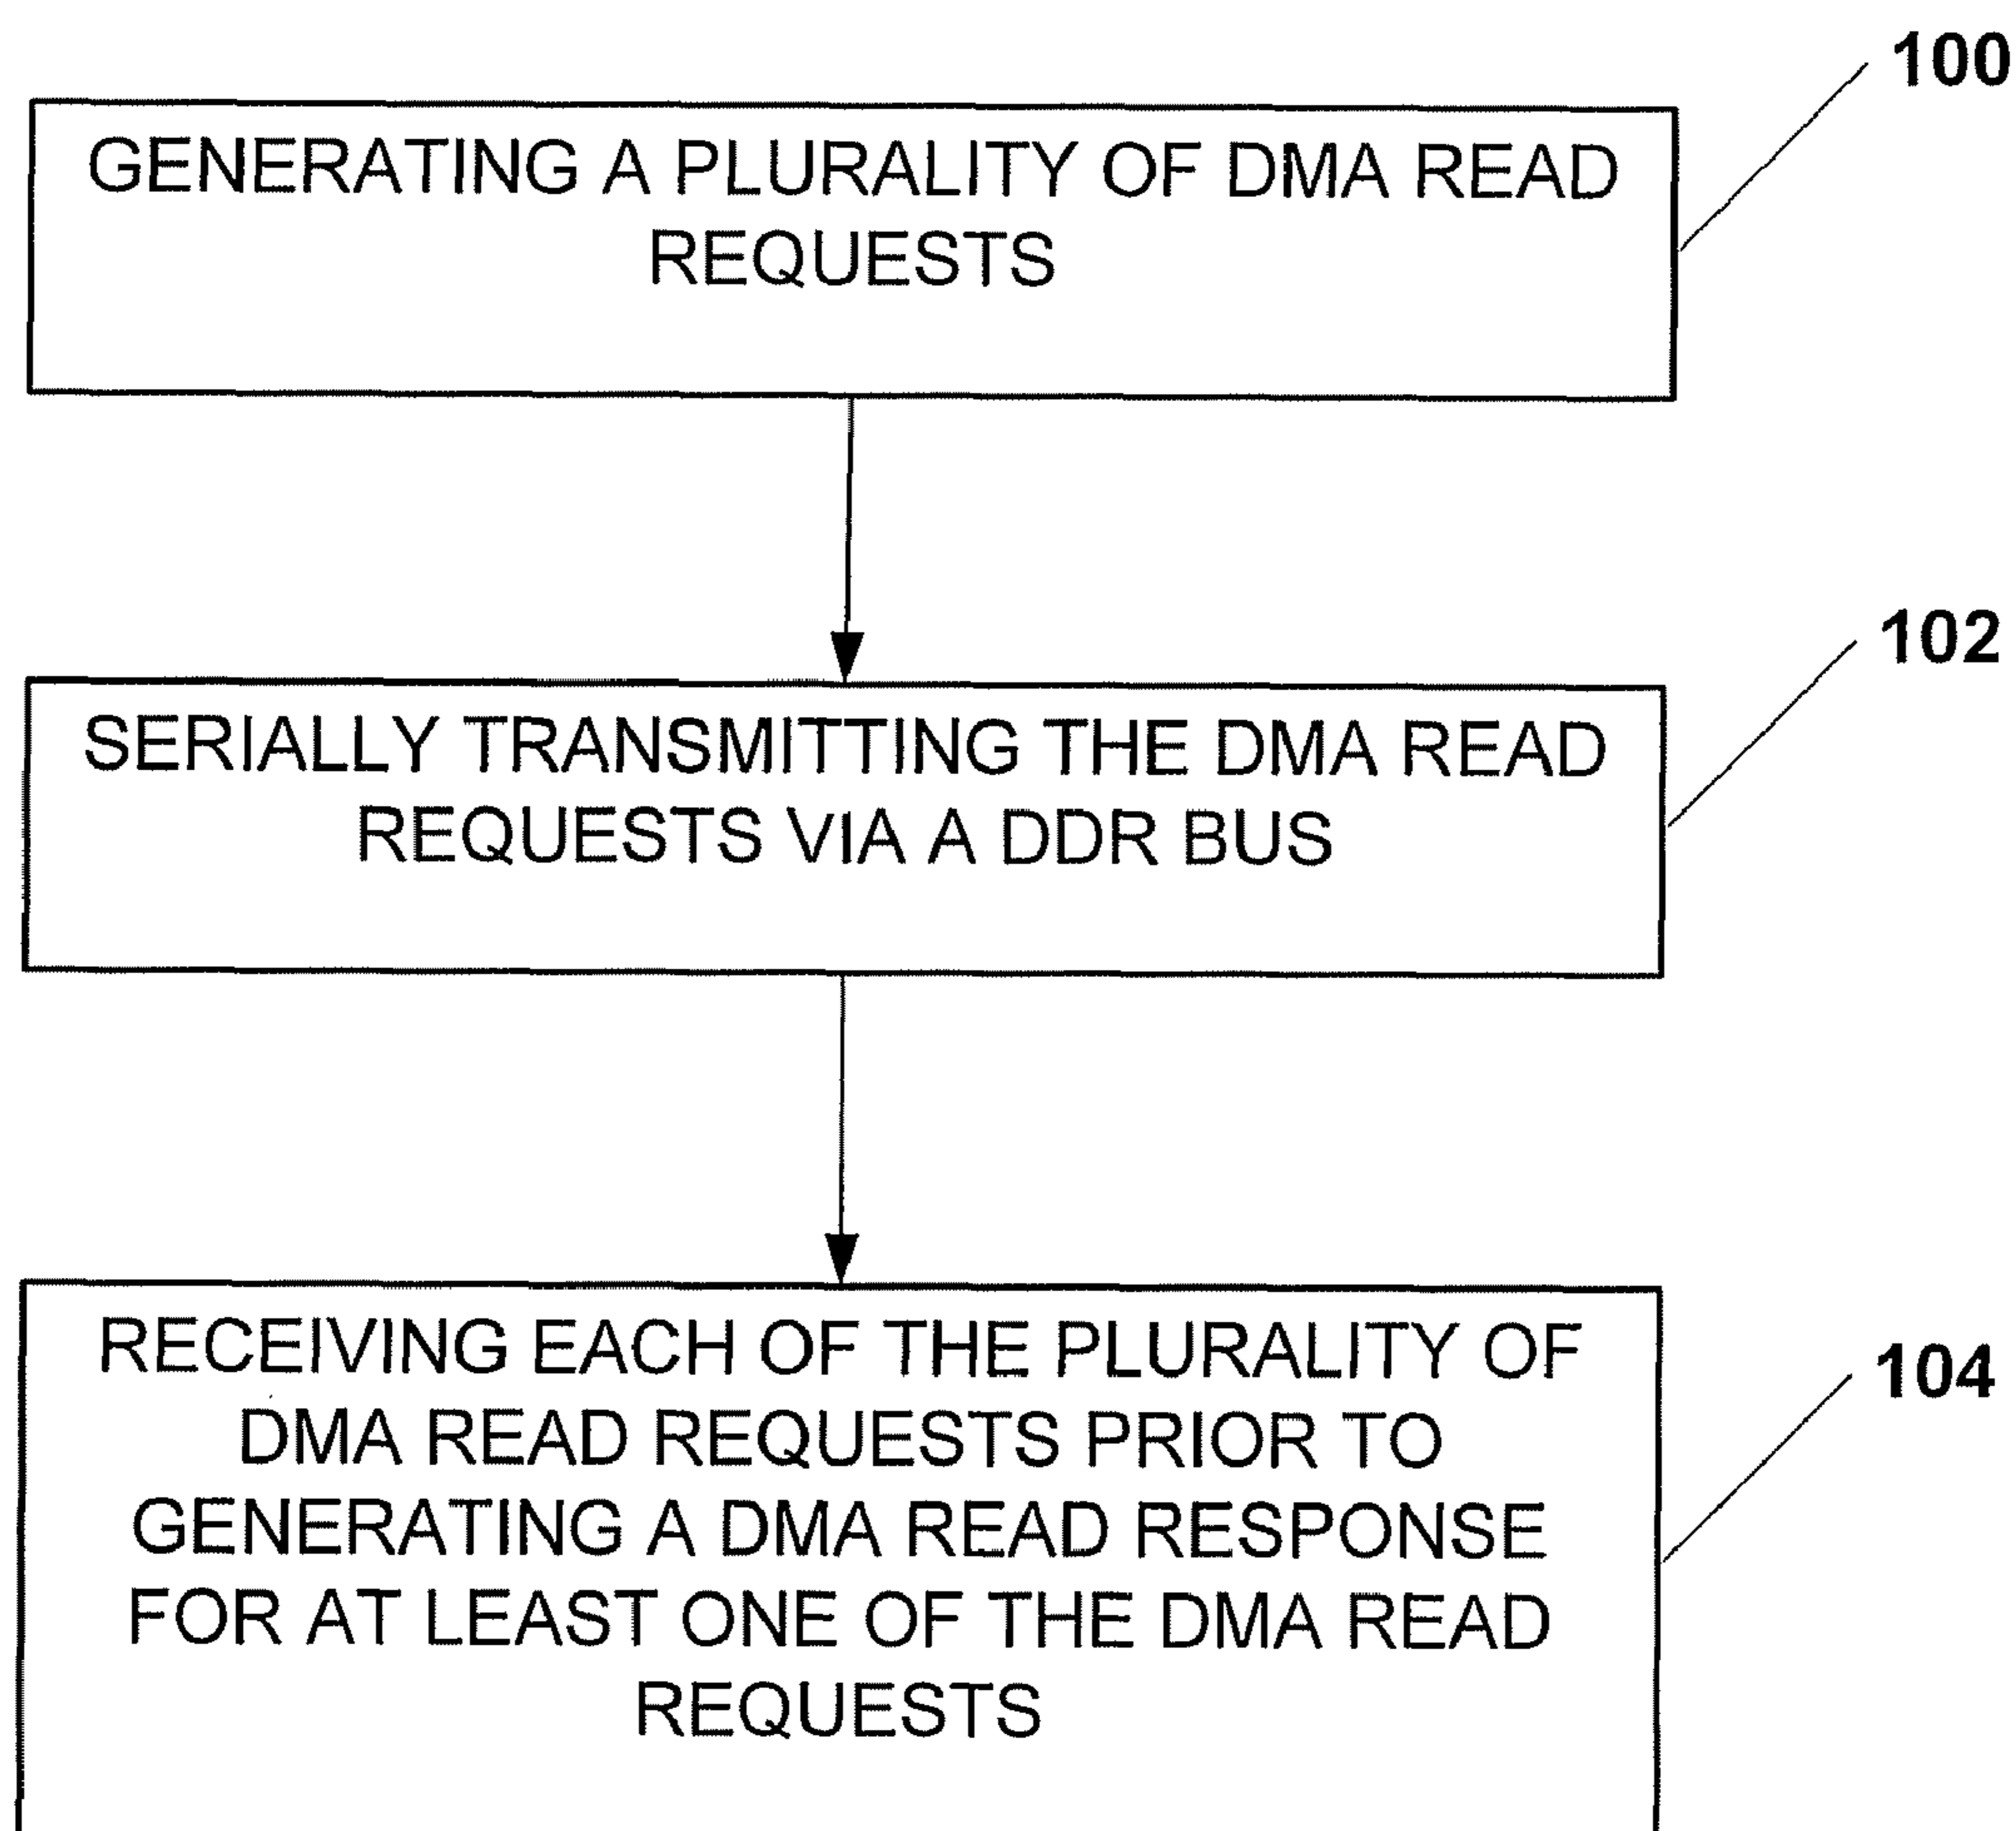 100
GENERATING A PLURALITY OF DMA READ
REQUESTS
102
SERIALLY TRANSMITTING THE DMA READ
REQUESTS VIA A DDR BUS
104
RECEIVING EACH OF THE PLURALITY OF
DMA READ REQUESTS PRIOR TO
GENERATING A DMA READ RESPONSE
FOR AT LEAST ONE OF THE DMA READ
REQUESTS